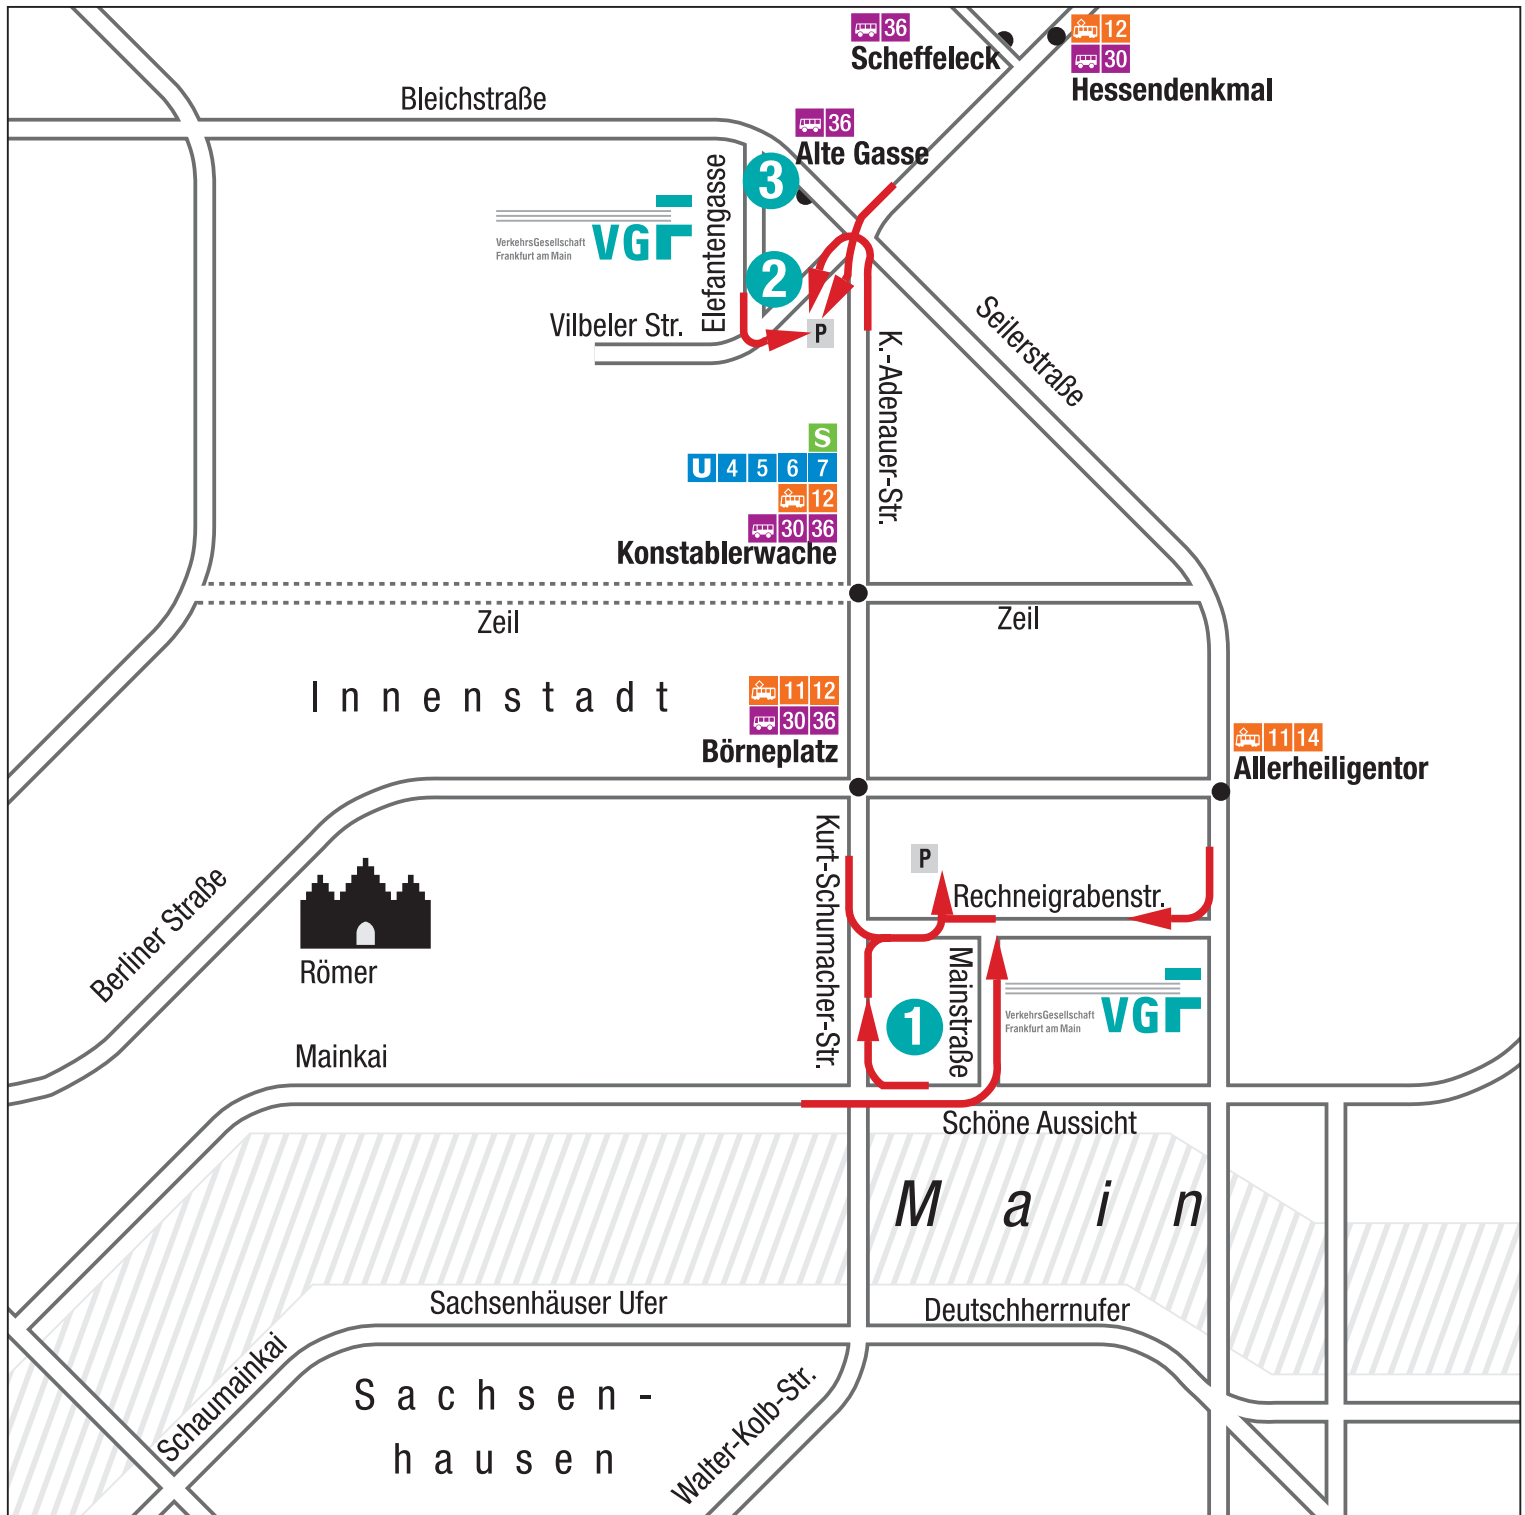 36
Scheffeleck
12
30
Hessendenkmal
Bleichstraße
36
Alte Gasse
3
Elefantengasse
VerkehrsGesellschaft
Frankfurt am Main
VGF
2
Vilbeler Str.
P
Seilerstraße
K.-Adenauer-Str.
S
U 4 5 6 7
12
30 36
Konstablerwache
Zeil
Zeil
Innenstadt
11 12
30 36
Börneplatz
11 14
Allerheiligentor
Kurt-Schumacher-Str.
P
Rechneigrabenstr.
Berliner Straße
Römer
Mainstraße
VerkehrsGesellschaft
Frankfurt am Main
VGF
1
Mainkai
Schöne Aussicht
Main
Sachsenhäuser Ufer
Deutschherrnufer
Schaumainkai
Sachsen-
hausen
Walter-Kolb-Str.